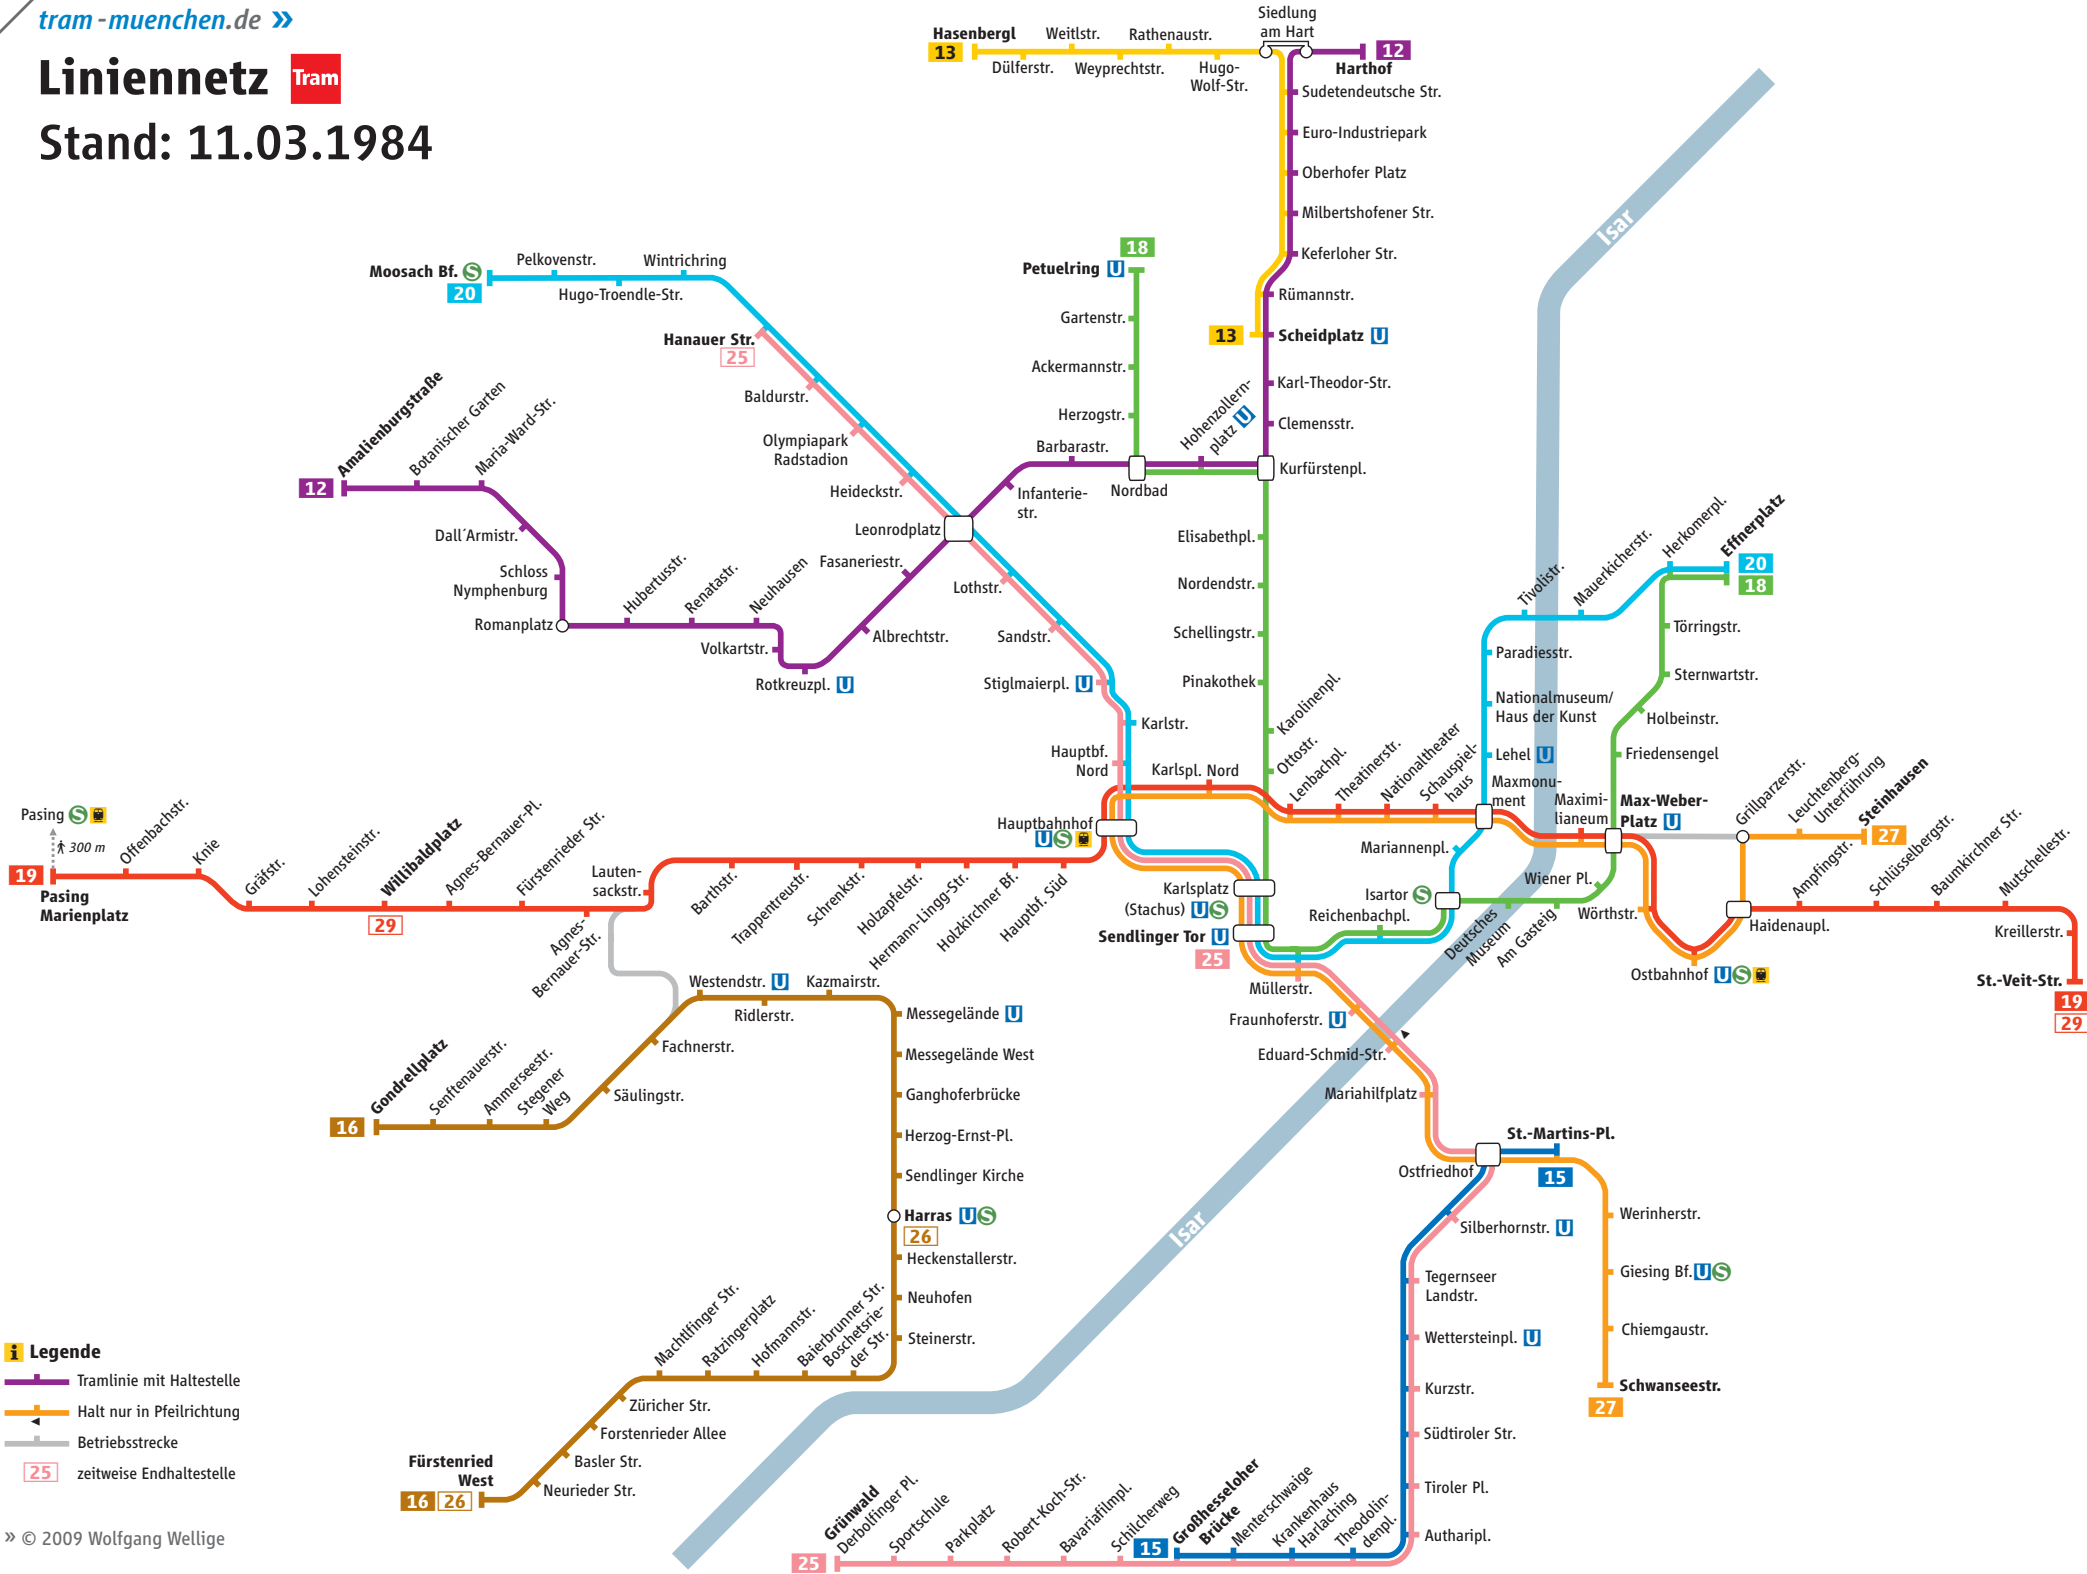 tram-muenchen.de »
Liniennetz Tram
Stand: 11.03.1984
Hasenbergl
13
Dülferstr.
Weitlstr.
Weyprechtstr.
Rathenaustr.
Hugo-
Wolf-Str.
Siedlung
am Hart
12
Harthof
Sudetendeutsche Str.
Euro-Industriepark
Oberhofer Platz
Milbertshofener Str.
Keferloher Str.
Rümannstr.
13
Scheidplatz U
Karl-Theodor-Str.
Clemensstr.
Kurfürstenpl.
Isar
18
Petuelring U
Gartenstr.
Ackermannstr.
Herzogstr.
Hohenzollern-
platz U
Barbarastr.
Nordbad
Infanterie-
str.
Moosach Bf. S
20
Pelkovenstr.
Hugo-Troendle-Str.
Wintrichring
Hanauer Str.
25
Baldurstr.
Olympiapark
Radstadion
Heideckstr.
Leonrodplatz
Fasaneriestr.
Albrechtstr.
Lothstr.
Sandstr.
Stiglmaierpl. U
Karlstr.
Hauptbf.
Nord
12
Amalienburgstraße
Botanischer Garten
Maria-Ward-Str.
Dall´Armistr.
Schloss
Nymphenburg
Romanplatz
Hubertusstr.
Renatastr.
Neuhausen
Volkartstr.
Rotkreuzpl. U
Elisabethpl.
Nordendstr.
Schellingstr.
Pinakothek
Karolinenpl.
Ottostr.
Karlspl. Nord
Lenbachpl.
Theatinerstr.
Nationaltheater
Schauspiel-
haus
Maxmonu-
ment
Lehel U
Nationalmuseum/
Haus der Kunst
Paradiesstr.
Tivolistr.
Mauerkicherstr.
Herkomerpl.
Effnerplatz
20
18
Törringstr.
Sternwartstr.
Holbeinstr.
Friedensengel
Maximi-
lianeum
Max-Weber-
Platz U
Grillparzerstr.
Leuchtenberg-
Unterführung
Steinhausen
27
Pasing S
300 m
19
Pasing
Marienplatz
Offenbachstr.
Knie
Gräfstr.
Lohensteinstr.
Willibaldplatz
29
Agnes-Bernauer-Pl.
Fürstenrieder Str.
Agnes-
Bernauer-Str.
Lauten-
sackstr.
Barthstr.
Trappentreustr.
Schrenkstr.
Holzapfelstr.
Hermann-Lingg-Str.
Holzkirchner Bf.
Hauptbf. Süd
Hauptbahnhof
U S
Karlsplatz
(Stachus) U S
Sendlinger Tor U
25
Mariannenpl.
Isartor S
Reichenbachpl.
Deutsches
Museum
Am Gasteig
Wiener Pl.
Wörthstr.
Ostbahnhof U S
Haidenaupl.
Ampfingstr.
Schlüsselbergstr.
Baumkirchner Str.
Mutschellestr.
Kreillerstr.
St.-Veit-Str.
19
29
Müllerstr.
Fraunhoferstr. U
Eduard-Schmid-Str.
Mariahilfplatz
Ostfriedhof
St.-Martins-Pl.
15
Werinherstr.
Giesing Bf. U S
Chiemgaustr.
Schwanseestr.
27
Silberhornstr. U
Tegernseer
Landstr.
Wettersteinpl. U
Kurzstr.
Südtiroler Str.
Tiroler Pl.
Autharipl.
Theodolin-
denpl.
Krankenhaus
Harlaching
Menterschwaige
Großhesseloher
Brücke
15
Schilcherweg
Bavariafilmpl.
Robert-Koch-Str.
Parkplatz
Sportschule
Derbolfinger Pl.
Grünwald
25
Isar
16
Gondrellplatz
Senftenauerstr.
Ammerseestr.
Stegener
Weg
Säulingstr.
Fachnerstr.
Westendstr. U
Ridlerstr.
Kazmairstr.
Messegelände U
Messegelände West
Ganghoferbrücke
Herzog-Ernst-Pl.
Sendlinger Kirche
Harras U S
26
Heckenstallerstr.
Neuhofen
Steinerstr.
Boschetsrie-
der Str.
Baierbrunner Str.
Hofmannstr.
Ratzingerplatz
Machtlfinger Str.
Züricher Str.
Forstenrieder Allee
Basler Str.
Neurieder Str.
Fürstenried
West
16 26
i Legende
Tramlinie mit Haltestelle
Halt nur in Pfeilrichtung
Betriebsstrecke
25 zeitweise Endhaltestelle
» © 2009 Wolfgang Wellige